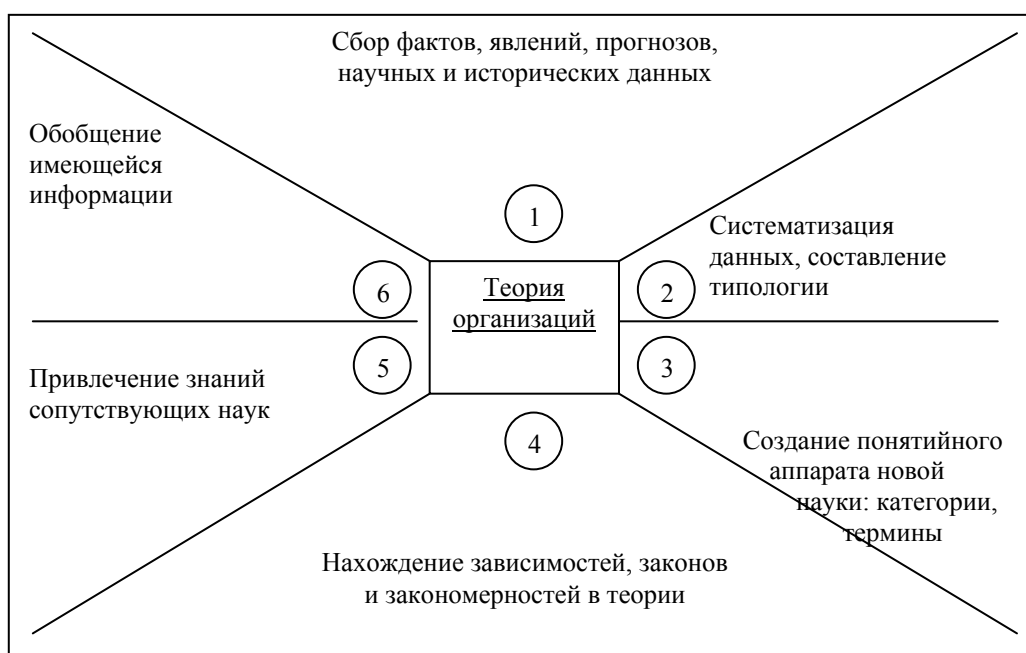 Сбор фактов, явлений, прогнозов,
научных и исторических данных
Обобщение
имеющейся
информации
1
Систематизация
данных, составление
типологии
6
Теория
организаций
2
5
3
Привлечение знаний
сопутствующих наук
4
Создание понятийного
аппарата новой
науки: категории,
термины
Нахождение зависимостей, законов
и закономерностей в теории